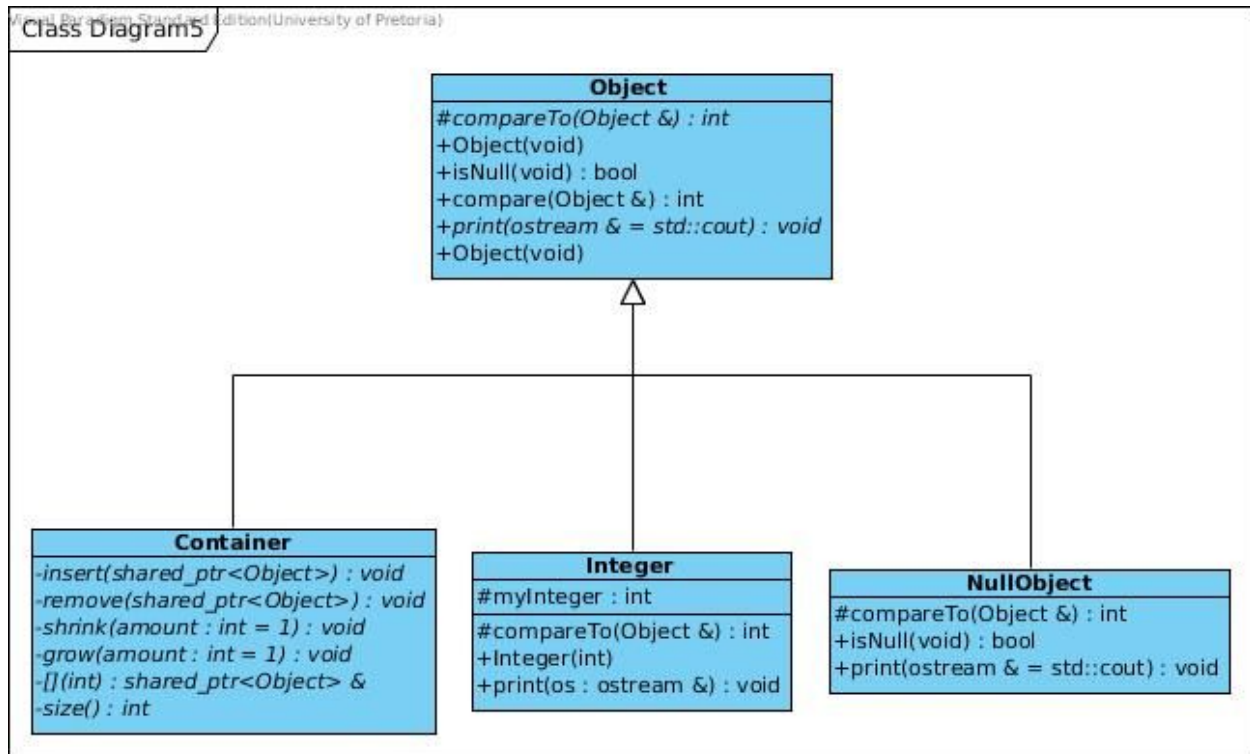 Visual Paradigm Standard Edition(University of Pretoria)
Class Diagram5
Object
#compareTo(Object &) : int
+Object(void)
+isNull(void) : bool
+compare(Object &) : int
+print(ostream & = std::cout) : void
+Object(void)
Container
-insert(shared_ptr<Object>) : void
-remove(shared_ptr<Object>) : void
-shrink(amount : int = 1) : void
-grow(amount : int = 1) : void
-[](int) : shared_ptr<Object> &
-size() : int
Integer
#myInteger : int
#compareTo(Object &) : int
+Integer(int)
+print(os : ostream &) : void
NullObject
#compareTo(Object &) : int
+isNull(void) : bool
+print(ostream & = std::cout) : void